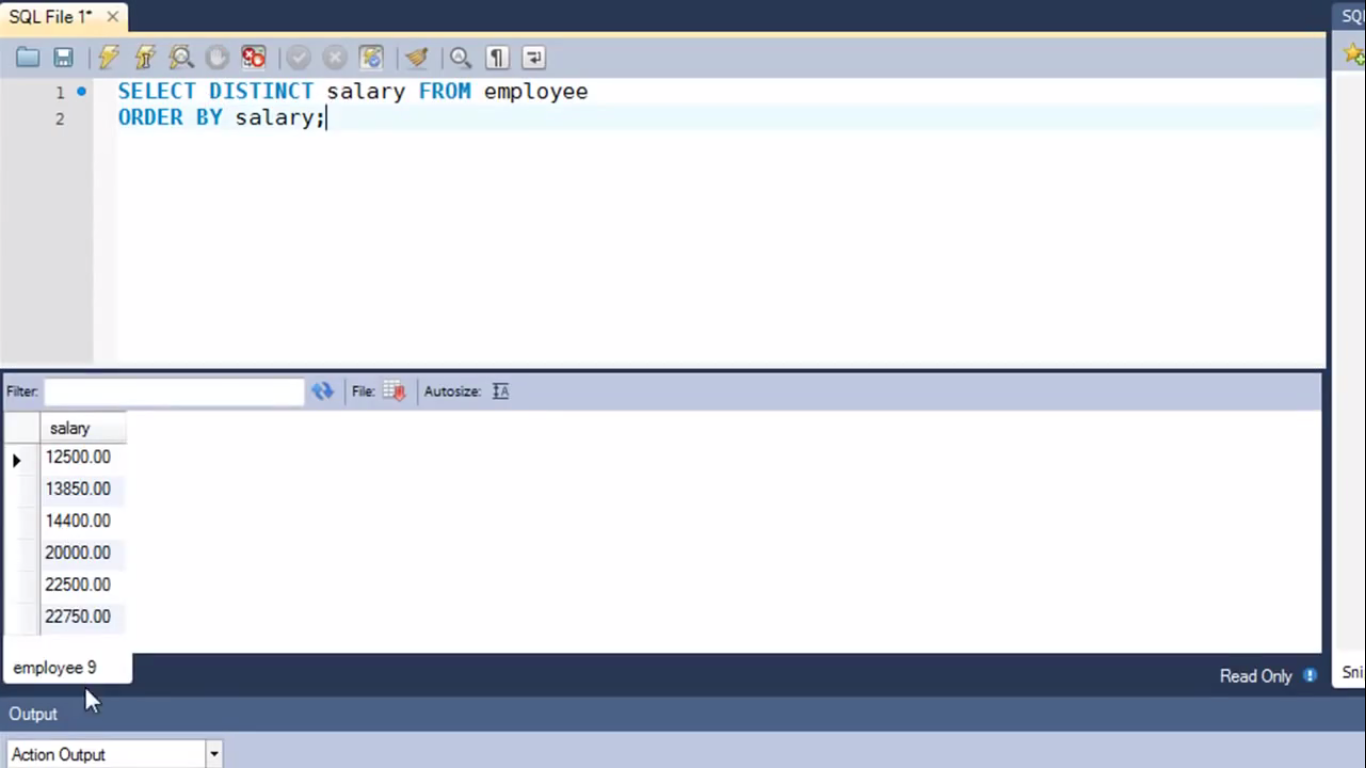 SQL File 1*
SQL
1 SELECT DISTINCT salary FROM employee
2 ORDER BY salary;
Filter: File: Autosize:
salary
12500.00
13850.00
14400.00
20000.00
22500.00
22750.00
employee 9
Read Only
Sni
Output
Action Output